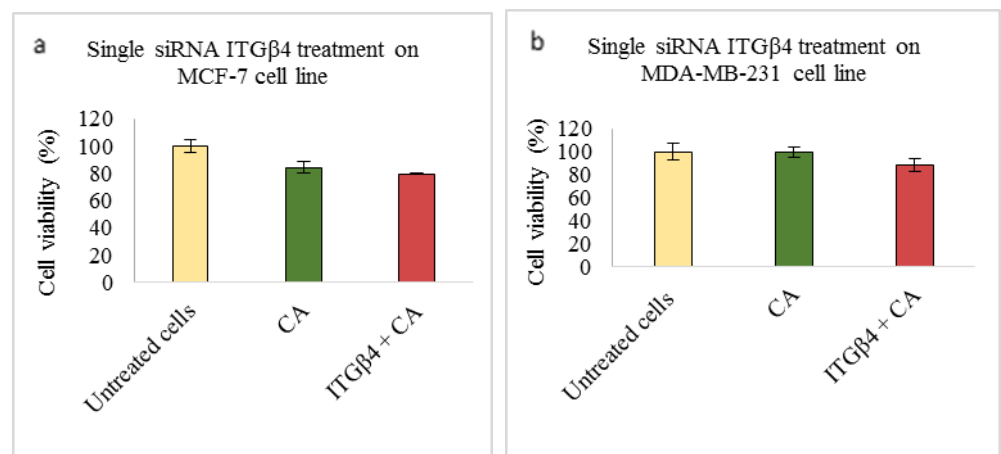 a
Single siRNA ITGβ4 treatment on
MCF-7 cell line
Cell viability (%)
120
100
80
60
40
20
0
Untreated cells
CA
ITGβ4 + CA
b
Single siRNA ITGβ4 treatment on
MDA-MB-231 cell line
Cell viability (%)
120
100
80
60
40
20
0
Untreated cells
CA
ITGβ4 + CA